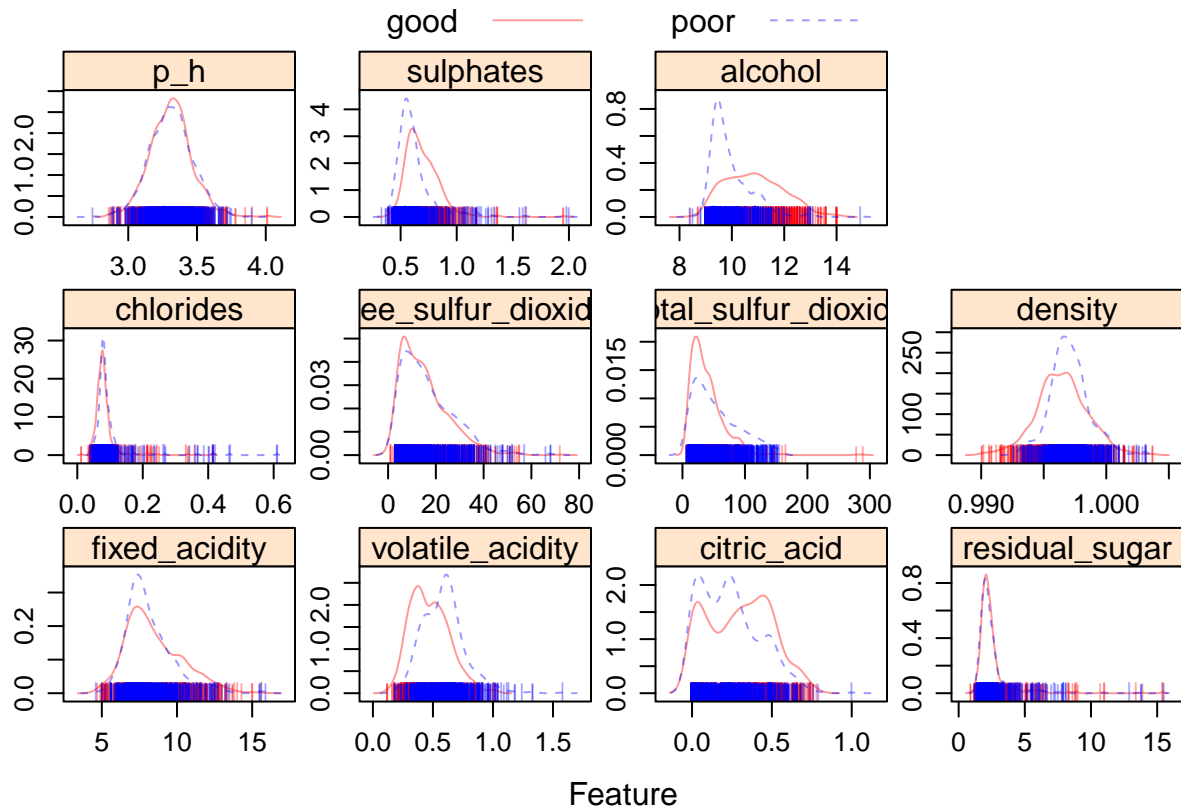 good poor
p_h sulphates alcohol
0.0 1.0 2.0
0 1 2 3 4
0.0 0.4 0.8
3.0 3.5 4.0
0.5 1.0 1.5 2.0
8 10 12 14
chlorides ee_sulfur_dioxid otal_sulfur_dioxid density
0 10 20 30
0.00 0.03
0.000 0.015
0 100 250
0.0 0.2 0.4 0.6
0 20 40 60 80
0 100 200 300
0.990 1.000
fixed_acidity volatile_acidity citric_acid residual_sugar
0.0 0.2
0.0 1.0 2.0
0.0 1.0 2.0
0.0 0.4 0.8
5 10 15
0.0 0.5 1.0 1.5
0.0 0.5 1.0
0 5 10 15
Feature